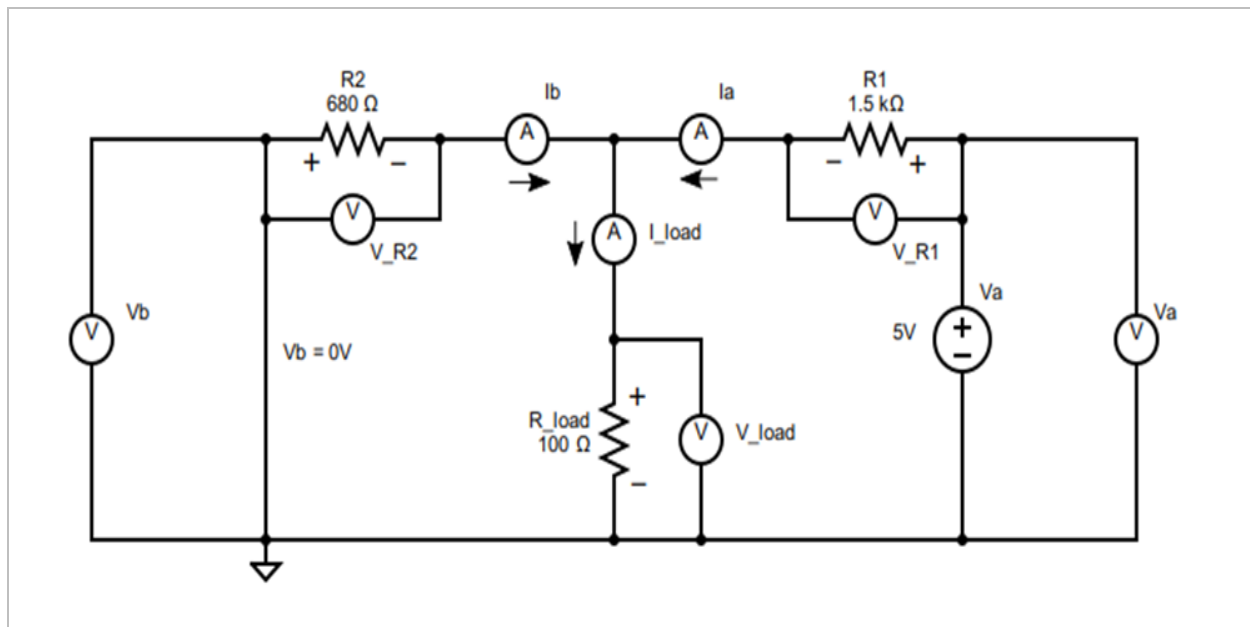 R2
680 Ω
Ib
Ia
R1
1.5 kΩ
A
A
+
−
−
+
V
V_R2
A
I_load
V
V_R1
Vb
V
Vb = 0V
Va
5V
+
−
Va
V
R_load
100 Ω
+
−
V
V_load